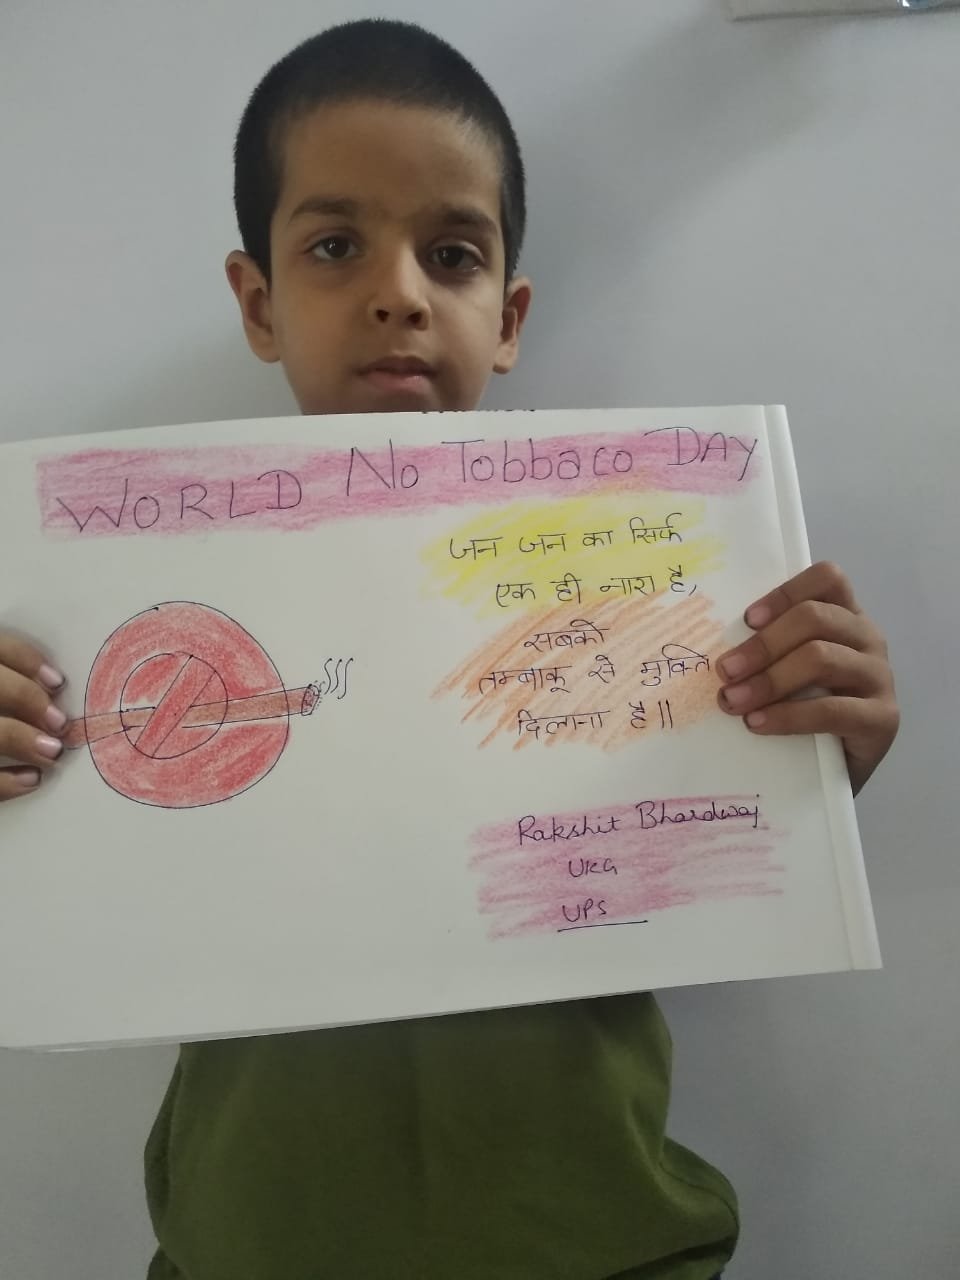 WORLD No Tobbaco DAY
जन जन का सिर्फ
एक ही नारा है,
सबको
तम्बाकू से मुक्ति
दिलाना है॥
Rakshit Bhardwaj
UKG
UPS